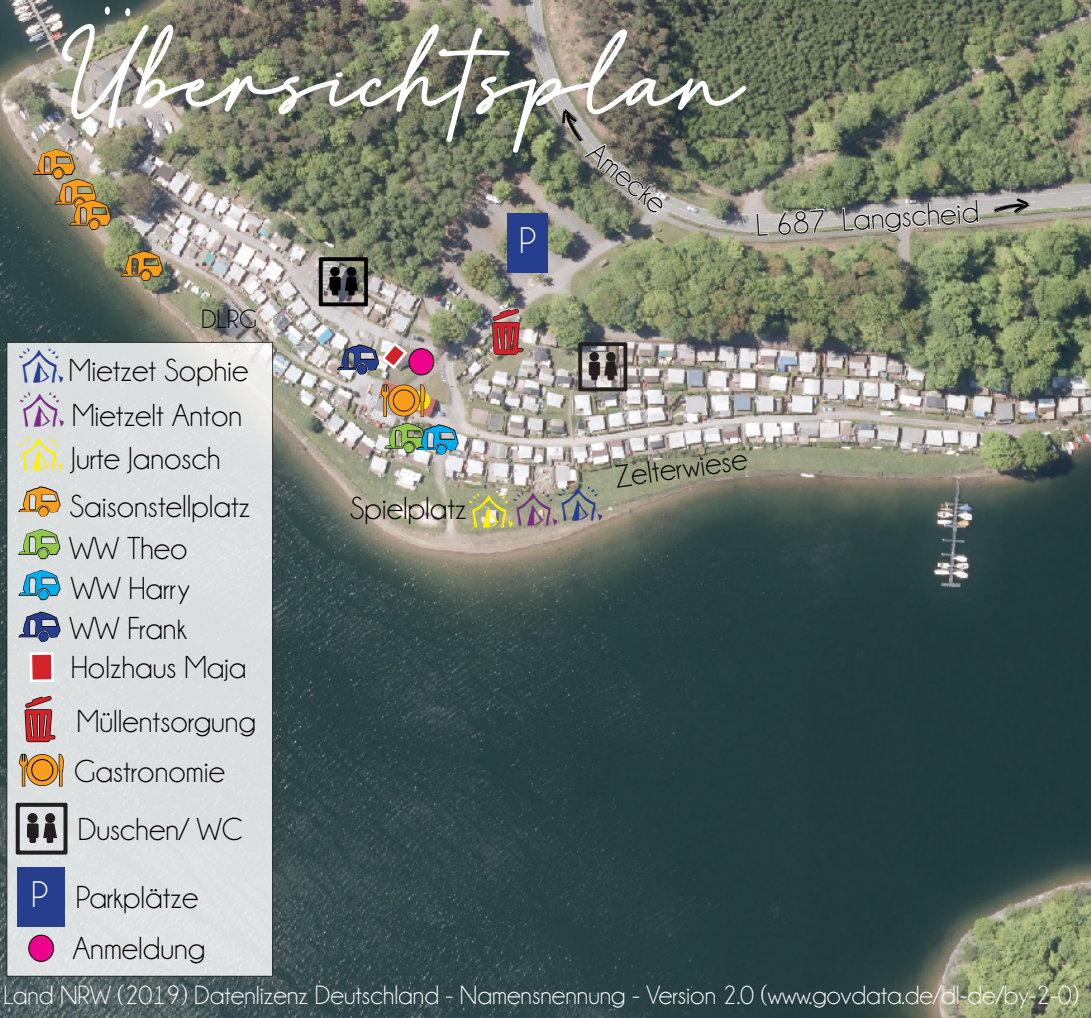 Übersichtsplan
Amecke
L 687 Langscheid
P
DLRG
Zelterwiese
Spielplatz
Mietzet Sophie
Mietzelt Anton
Jurte Janosch
Saisonstellplatz
WW Theo
WW Harry
WW Frank
Holzhaus Maja
Müllentsorgung
Gastronomie
Duschen/ WC
P Parkplätze
Anmeldung
Land NRW (2019) Datenlizenz Deutschland - Namensnennung - Version 2.0 (www.govdata.de/dl-de/by-2-0)